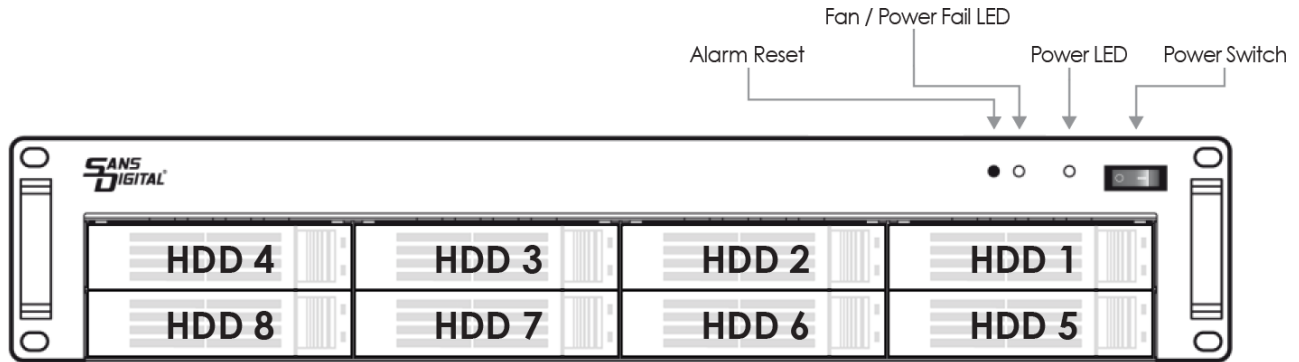 Fan / Power Fail LED
Alarm Reset
Power LED
Power Switch
SANS
DIGITAL
HDD 4
HDD 3
HDD 2
HDD 1
HDD 8
HDD 7
HDD 6
HDD 5